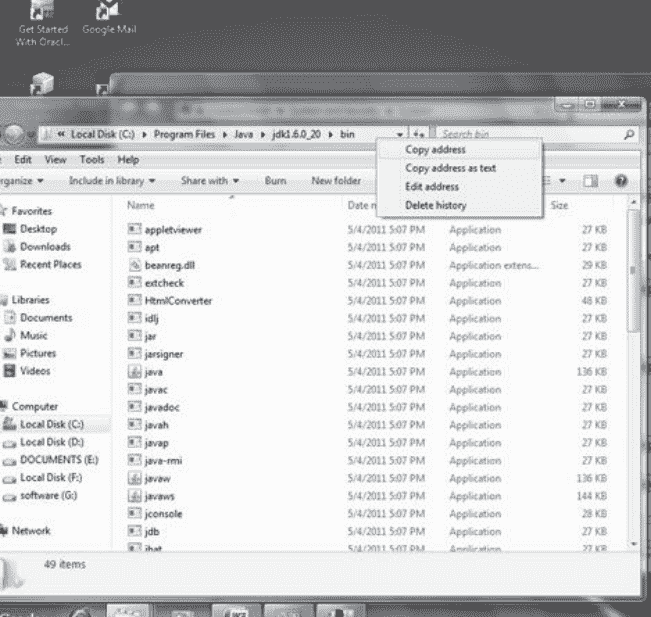 Get Started
With Oracl...
Google Mail
« Local Disk (C:) ▸ Program Files ▸ Java ▸ jdk1.6.0_20 ▸ bin
Search bin
Edit View Tools Help
rganize Include in library Share with Burn New folder
Copy address
Copy address as text
Edit address
Delete history
Name Date Size
Favorites
Desktop
Downloads
Recent Places
Libraries
Documents
Music
Pictures
Videos
Computer
Local Disk (C:)
Local Disk (D:)
DOCUMENTS (E:)
Local Disk (F:)
software (G:)
Network
appletviewer 5/4/2011 5:07 PM Application 27 KB
apt 5/4/2011 5:07 PM Application 27 KB
beanreg.dll 5/4/2011 5:07 PM Application extens... 29 KB
extcheck 5/4/2011 5:07 PM Application 27 KB
HtmlConverter 5/4/2011 5:07 PM Application 48 KB
idlj 5/4/2011 5:07 PM Application 27 KB
jar 5/4/2011 5:07 PM Application 27 KB
jarsigner 5/4/2011 5:07 PM Application 27 KB
java 5/4/2011 5:07 PM Application 136 KB
javac 5/4/2011 5:07 PM Application 27 KB
javadoc 5/4/2011 5:07 PM Application 27 KB
javah 5/4/2011 5:07 PM Application 27 KB
javap 5/4/2011 5:07 PM Application 27 KB
java-rmi 5/4/2011 5:07 PM Application 27 KB
javaw 5/4/2011 5:07 PM Application 136 KB
javaws 5/4/2011 5:07 PM Application 144 KB
jconsole 5/4/2011 5:07 PM Application 28 KB
jdb 5/4/2011 5:07 PM Application 27 KB
jhat 5/4/2011 5:07 PM Application 27 KB
49 items